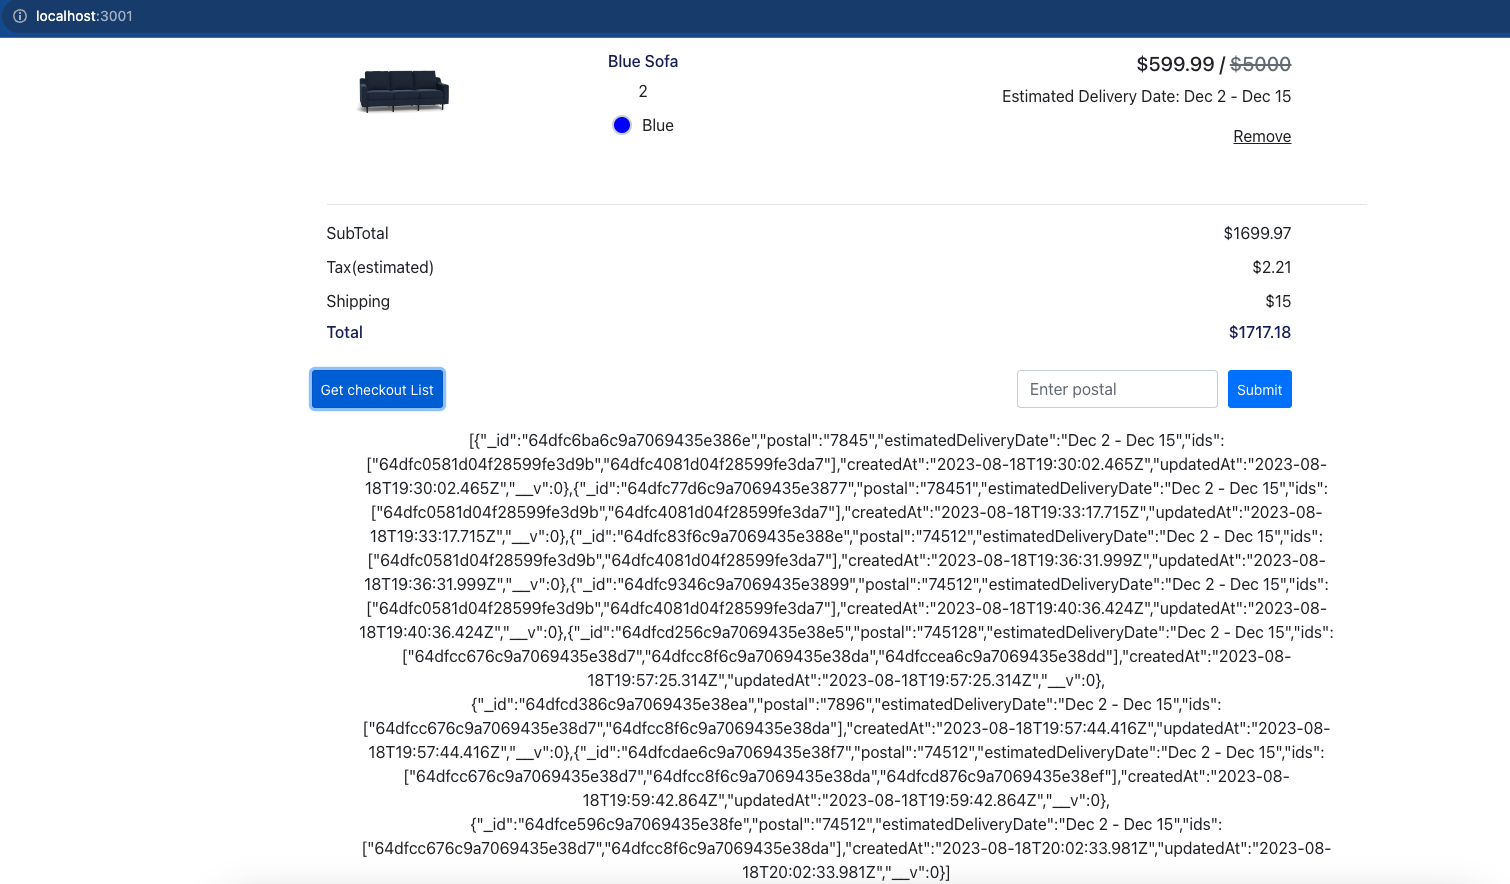 localhost:3001
Blue Sofa
2
Blue
$599.99 / $5000
Estimated Delivery Date: Dec 2 - Dec 15
Remove
SubTotal $1699.97
Tax(estimated) $2.21
Shipping $15
Total $1717.18
Get checkout List Enter postal Submit
[{"_id":"64dfc6ba6c9a7069435e386e","postal":"7845","estimatedDeliveryDate":"Dec 2 - Dec 15","ids":
["64dfc0581d04f28599fe3d9b","64dfc4081d04f28599fe3da7"],"createdAt":"2023-08-18T19:30:02.465Z","updatedAt":"2023-08-
18T19:30:02.465Z","__v":0},{"_id":"64dfc77d6c9a7069435e3877","postal":"78451","estimatedDeliveryDate":"Dec 2 - Dec 15","ids":
["64dfc0581d04f28599fe3d9b","64dfc4081d04f28599fe3da7"],"createdAt":"2023-08-18T19:33:17.715Z","updatedAt":"2023-08-
18T19:33:17.715Z","__v":0},{"_id":"64dfc83f6c9a7069435e388e","postal":"74512","estimatedDeliveryDate":"Dec 2 - Dec 15","ids":
["64dfc0581d04f28599fe3d9b","64dfc4081d04f28599fe3da7"],"createdAt":"2023-08-18T19:36:31.999Z","updatedAt":"2023-08-
18T19:36:31.999Z","__v":0},{"_id":"64dfc9346c9a7069435e3899","postal":"74512","estimatedDeliveryDate":"Dec 2 - Dec 15","ids":
["64dfc0581d04f28599fe3d9b","64dfc4081d04f28599fe3da7"],"createdAt":"2023-08-18T19:40:36.424Z","updatedAt":"2023-08-
18T19:40:36.424Z","__v":0},{"_id":"64dfcd256c9a7069435e38e5","postal":"745128","estimatedDeliveryDate":"Dec 2 - Dec 15","ids":
["64dfcc676c9a7069435e38d7","64dfcc8f6c9a7069435e38da","64dfccea6c9a7069435e38dd"],"createdAt":"2023-08-
18T19:57:25.314Z","updatedAt":"2023-08-18T19:57:25.314Z","__v":0},
{"_id":"64dfcd386c9a7069435e38ea","postal":"7896","estimatedDeliveryDate":"Dec 2 - Dec 15","ids":
["64dfcc676c9a7069435e38d7","64dfcc8f6c9a7069435e38da"],"createdAt":"2023-08-18T19:57:44.416Z","updatedAt":"2023-08-
18T19:57:44.416Z","__v":0},{"_id":"64dfcdae6c9a7069435e38f7","postal":"74512","estimatedDeliveryDate":"Dec 2 - Dec 15","ids":
["64dfcc676c9a7069435e38d7","64dfcc8f6c9a7069435e38da","64dfcd876c9a7069435e38ef"],"createdAt":"2023-08-
18T19:59:42.864Z","updatedAt":"2023-08-18T19:59:42.864Z","__v":0},
{"_id":"64dfce596c9a7069435e38fe","postal":"74512","estimatedDeliveryDate":"Dec 2 - Dec 15","ids":
["64dfcc676c9a7069435e38d7","64dfcc8f6c9a7069435e38da"],"createdAt":"2023-08-18T20:02:33.981Z","updatedAt":"2023-08-
18T20:02:33.981Z","__v":0}]